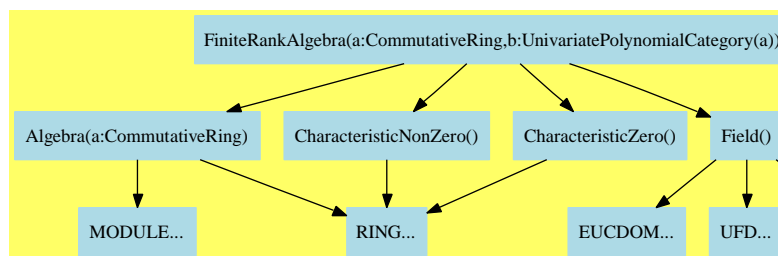 FiniteRankAlgebra(a:CommutativeRing,b:UnivariatePolynomialCategory(a))
Algebra(a:CommutativeRing)
CharacteristicNonZero()
CharacteristicZero()
Field()
MODULE...
RING...
EUCDOM...
UFD...